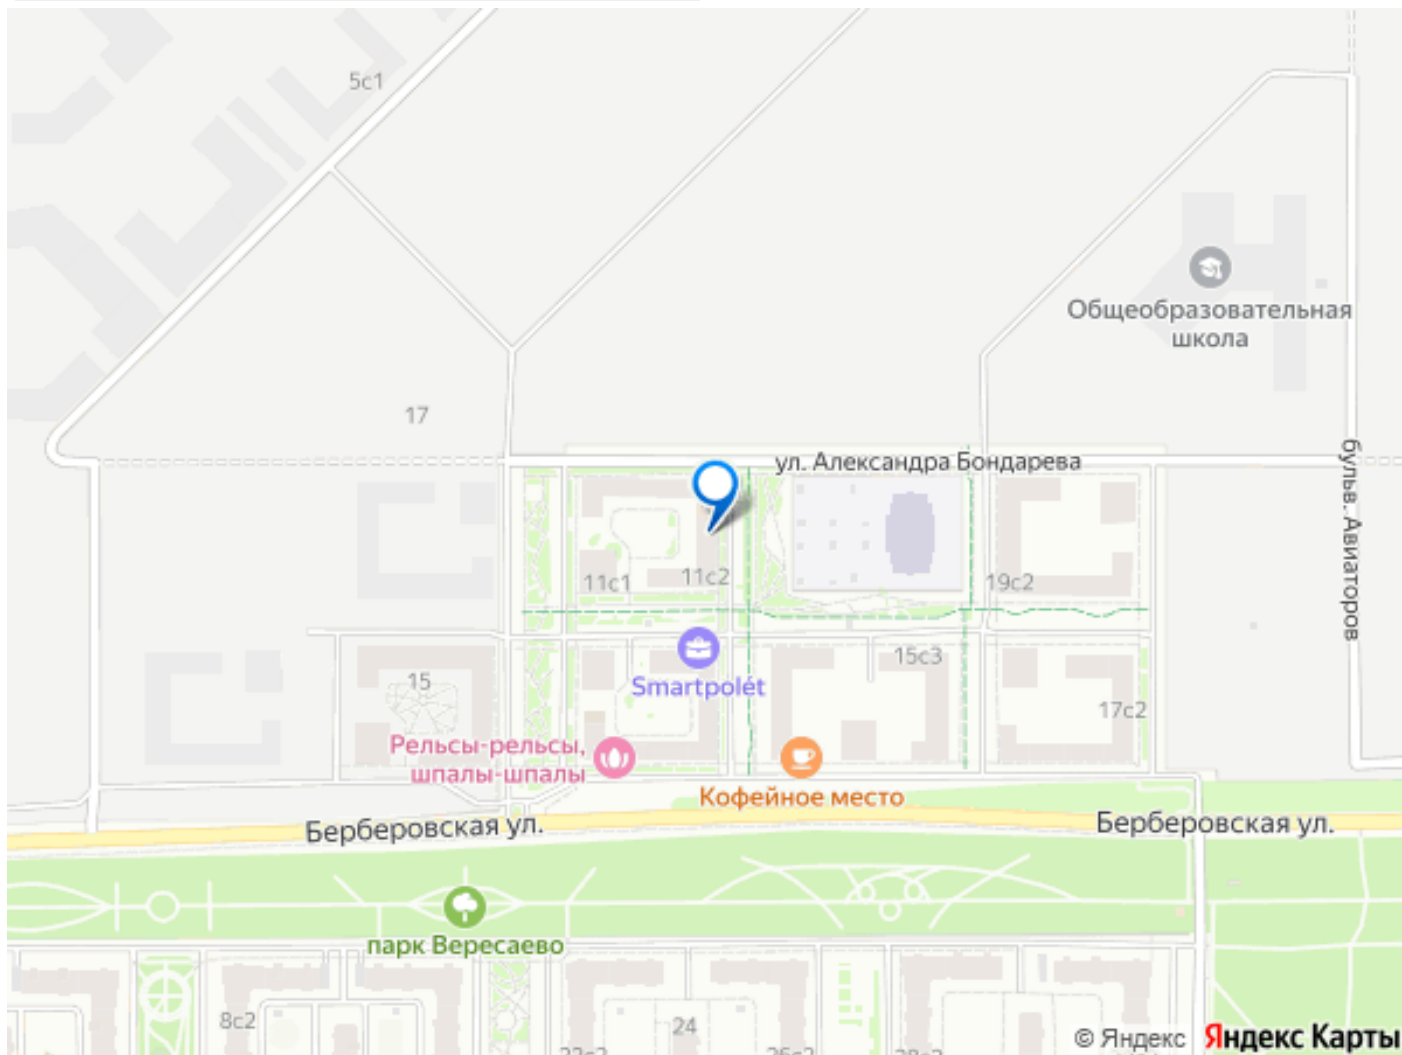 5с1
Общеобразовательная
школа
17
ул. Александра Бондарева
бульв. Авиаторов
11с1
11с2
19с2
15с3
15
Smartpolét
17с2
Рельсы-рельсы,
шпалы-шпалы
Кофейное место
Берберовская ул.
Берберовская ул.
парк Вересаево
8с2
24
© Яндекс
Яндекс Карты